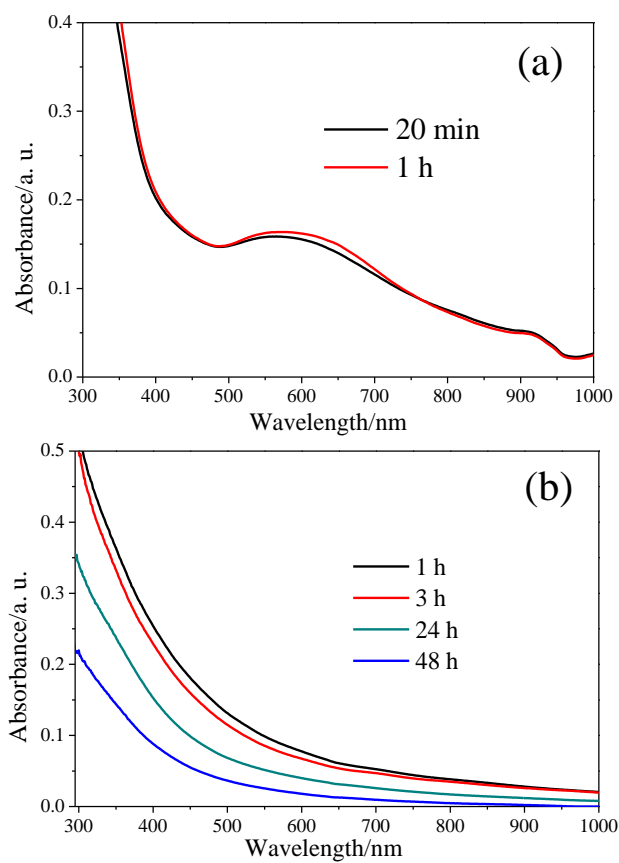 (a)
20 min
1 h
Absorbance/a. u.
0.4
0.3
0.2
0.1
0.0
300 400 500 600 700 800 900 1000
Wavelength/nm
(b)
1 h
3 h
24 h
48 h
Absorbance/a. u.
0.5
0.4
0.3
0.2
0.1
0.0
300 400 500 600 700 800 900 1000
Wavelength/nm